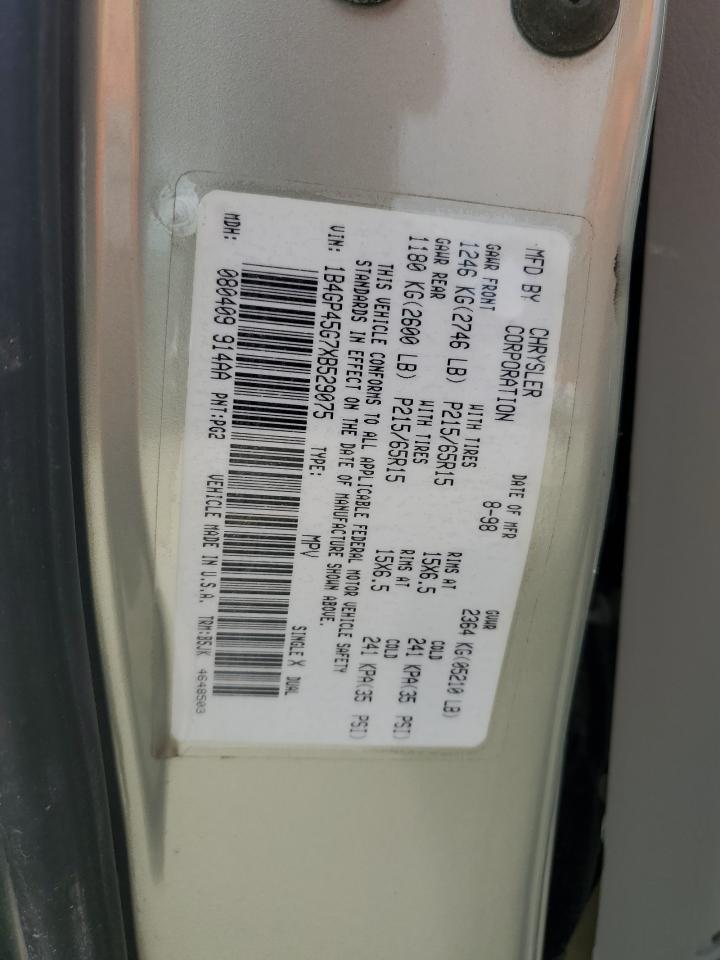 MFD BY CHRYSLER CORPORATION DATE OF MFR 8-98 GVWR 2364 KG(05210 LB)
GAWR FRONT WITH TIRES RIMS AT COLD
1246 KG(2746 LB) P215/65R15 15X6.5 241 KPA(35 PSI)
GAWR REAR WITH TIRES RIMS AT COLD
1180 KG(2600 LB) P215/65R15 15X6.5 241 KPA(35 PSI)
THIS VEHICLE CONFORMS TO ALL APPLICABLE FEDERAL MOTOR VEHICLE SAFETY
STANDARDS IN EFFECT ON THE DATE OF MANUFACTURE SHOWN ABOVE.
VIN: 1B4GP45G7XB529075 TYPE: MPV SINGLE X DUAL
MDH: 080409 914AA PNT:PG2 VEHICLE MADE IN U.S.A. TRM:B5JK 4648503